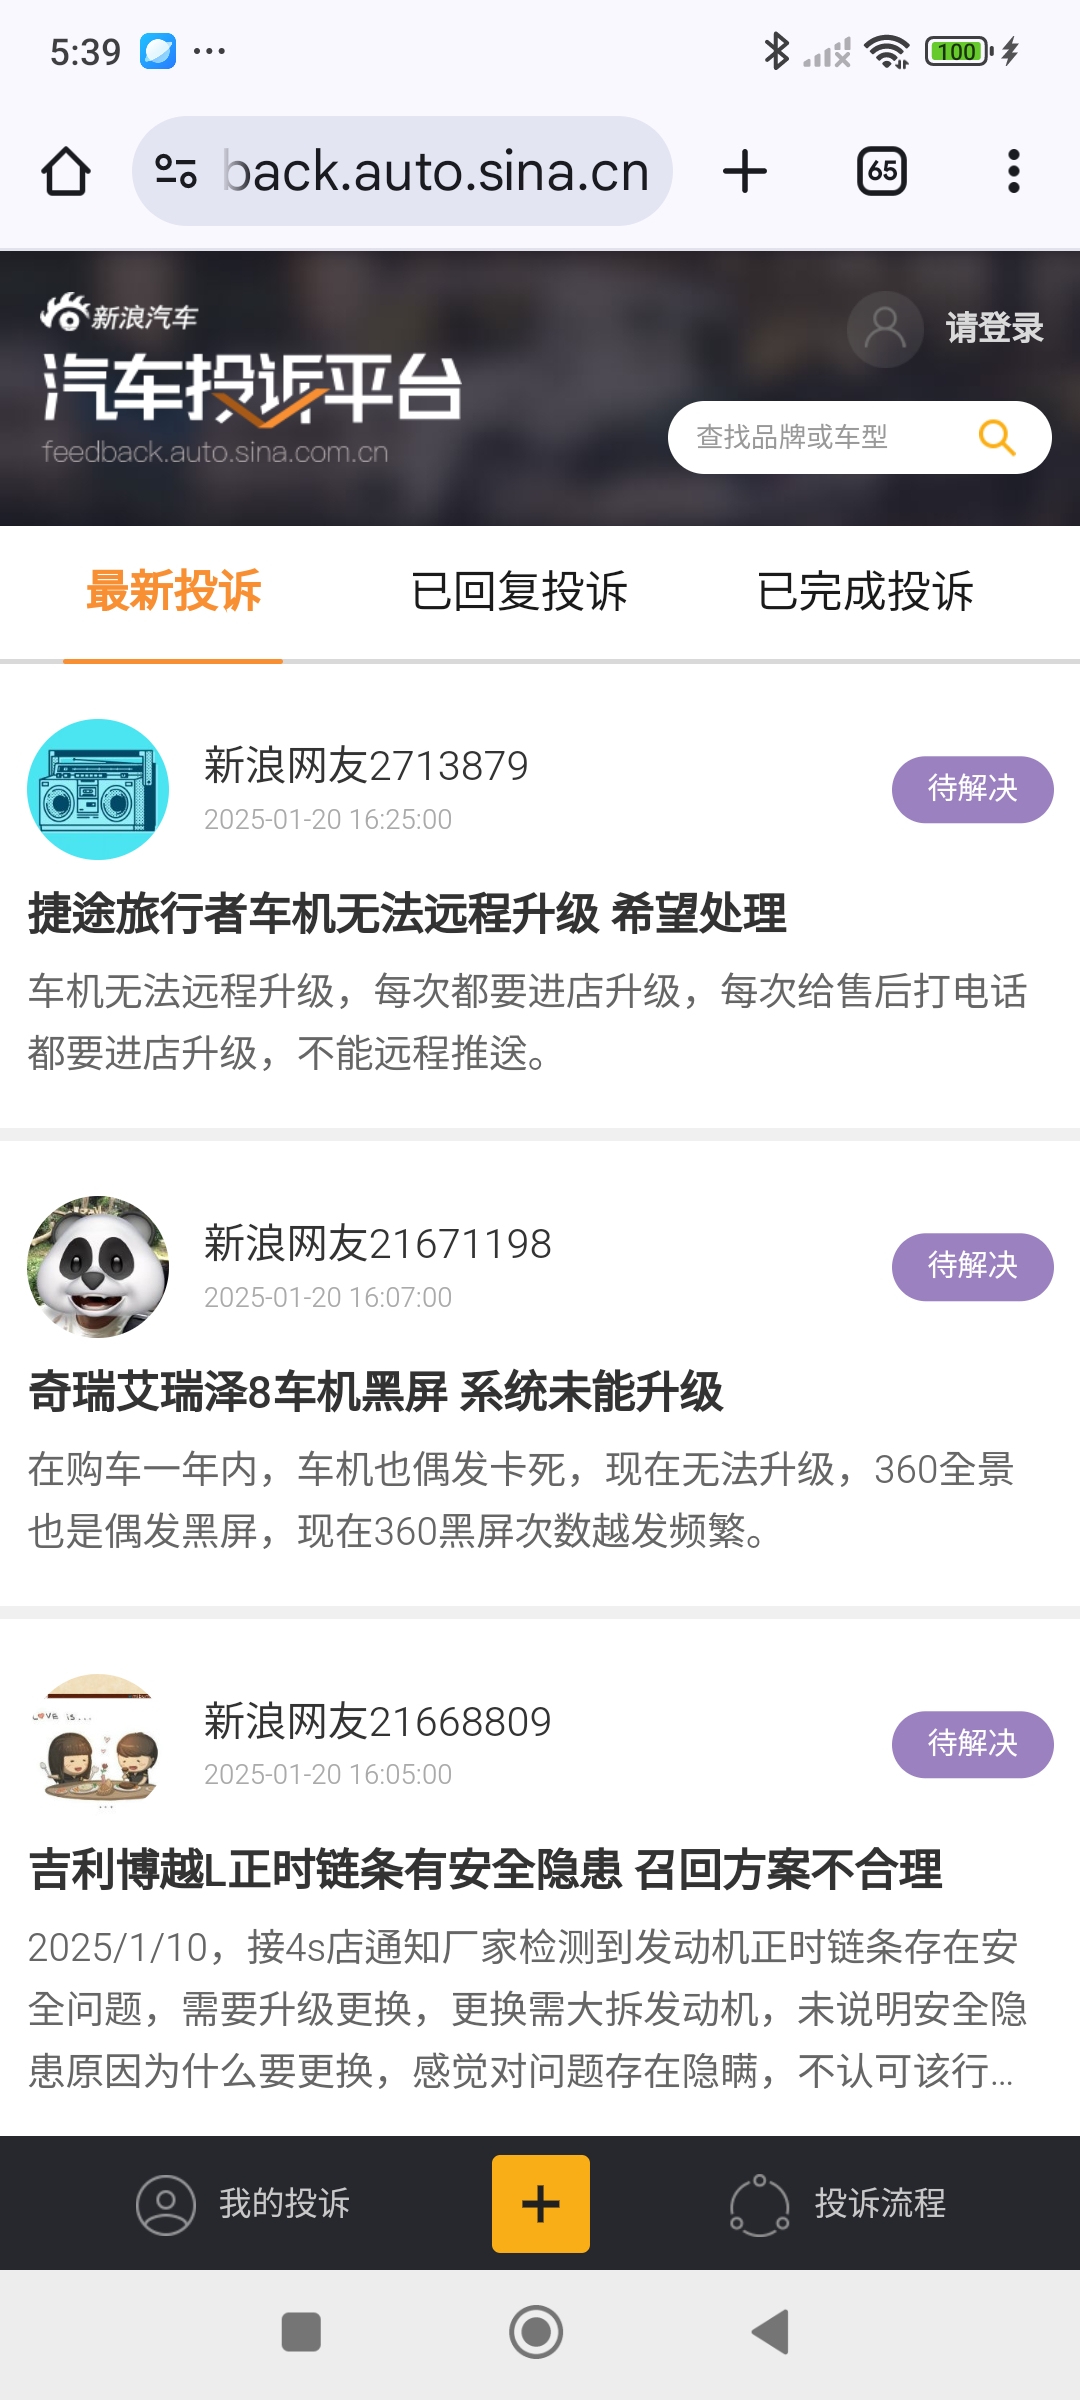 5:39
100
back.auto.sina.cn
65
新浪汽车
请登录
汽车投诉平台
查找品牌或车型
feedback.auto.sina.com.cn
最新投诉 已回复投诉 已完成投诉
新浪网友2713879
2025-01-20 16:25:00
待解决
捷途旅行者车机无法远程升级 希望处理
车机无法远程升级，每次都要进店升级，每次给售后打电话
都要进店升级，不能远程推送。
新浪网友21671198
2025-01-20 16:07:00
待解决
奇瑞艾瑞泽8车机黑屏 系统未能升级
在购车一年内，车机也偶发卡死，现在无法升级，360全景
也是偶发黑屏，现在360黑屏次数越发频繁。
LOVE is...
新浪网友21668809
2025-01-20 16:05:00
待解决
吉利博越L正时链条有安全隐患 召回方案不合理
2025/1/10，接4s店通知厂家检测到发动机正时链条存在安
全问题，需要升级更换，更换需大拆发动机，未说明安全隐
患原因为什么要更换，感觉对问题存在隐瞒，不认可该行...
我的投诉
投诉流程